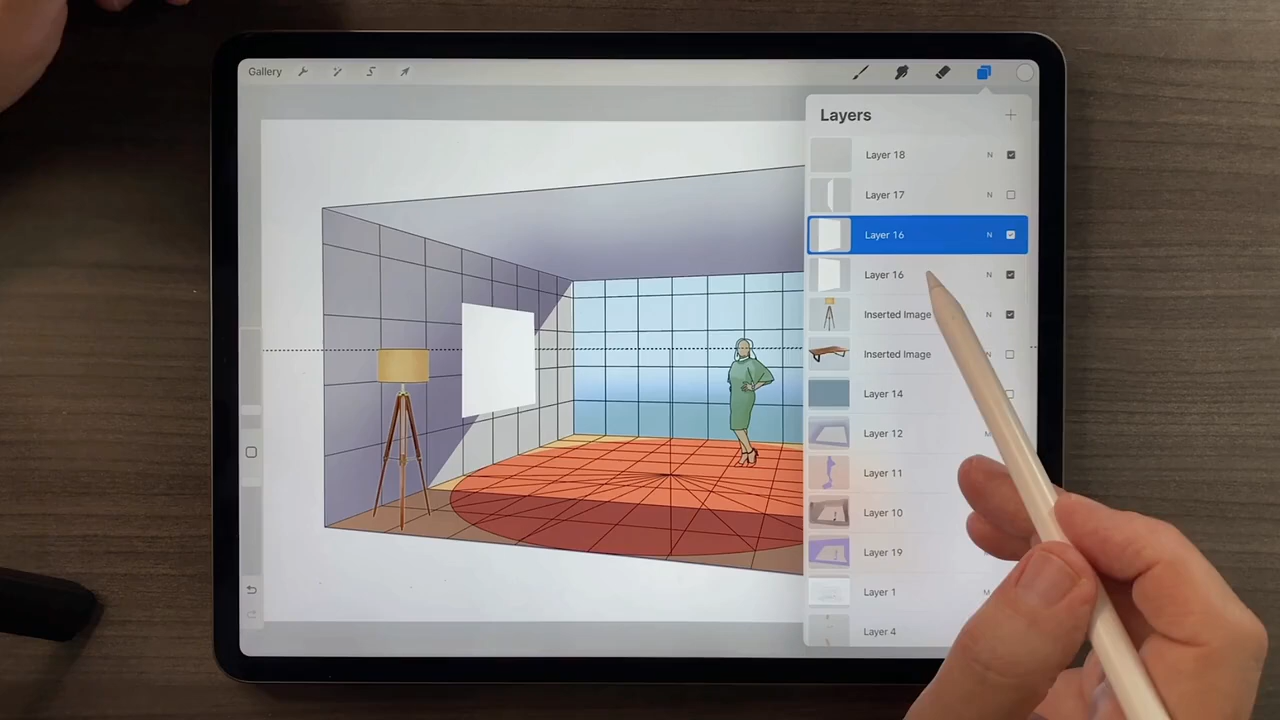 Gallery
Layers
Layer 18 N
Layer 17 N
Layer 16 N
Layer 16 N
Inserted Image N
Inserted Image N
Layer 14
Layer 12 M
Layer 11
Layer 10
Layer 19
Layer 1 M
Layer 4